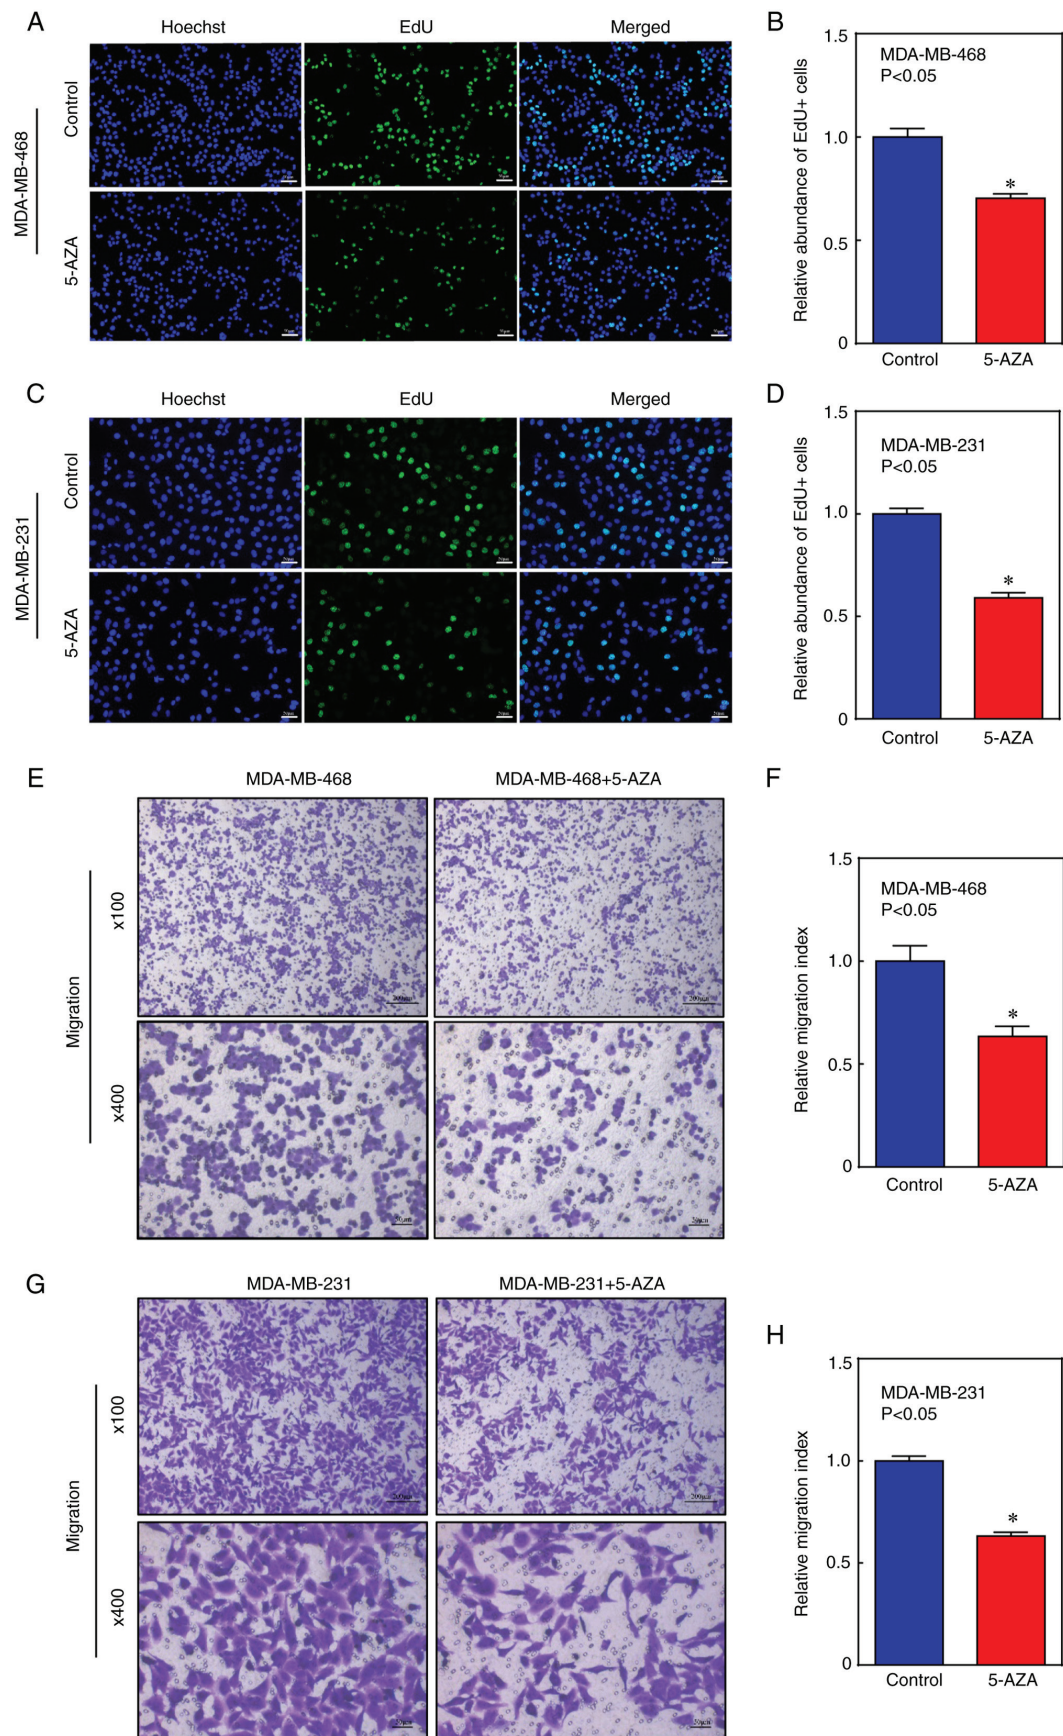 A
Hoechst
EdU
Merged
MDA-MB-468
Control
5-AZA
B
1.5
1.0
0.5
0
Relative abundance of EdU+ cells
MDA-MB-468
P<0.05
*
Control
5-AZA
C
Hoechst
EdU
Merged
MDA-MB-231
Control
5-AZA
D
1.5
1.0
0.5
0
Relative abundance of EdU+ cells
MDA-MB-231
P<0.05
*
Control
5-AZA
E
MDA-MB-468
MDA-MB-468+5-AZA
Migration
x100
x400
200μm
200μm
F
1.5
1.0
0.5
0
Relative migration index
MDA-MB-468
P<0.05
*
Control
5-AZA
G
MDA-MB-231
MDA-MB-231+5-AZA
Migration
x100
x400
200μm
200μm
H
1.5
1.0
0.5
0
Relative migration index
MDA-MB-231
P<0.05
*
Control
5-AZA